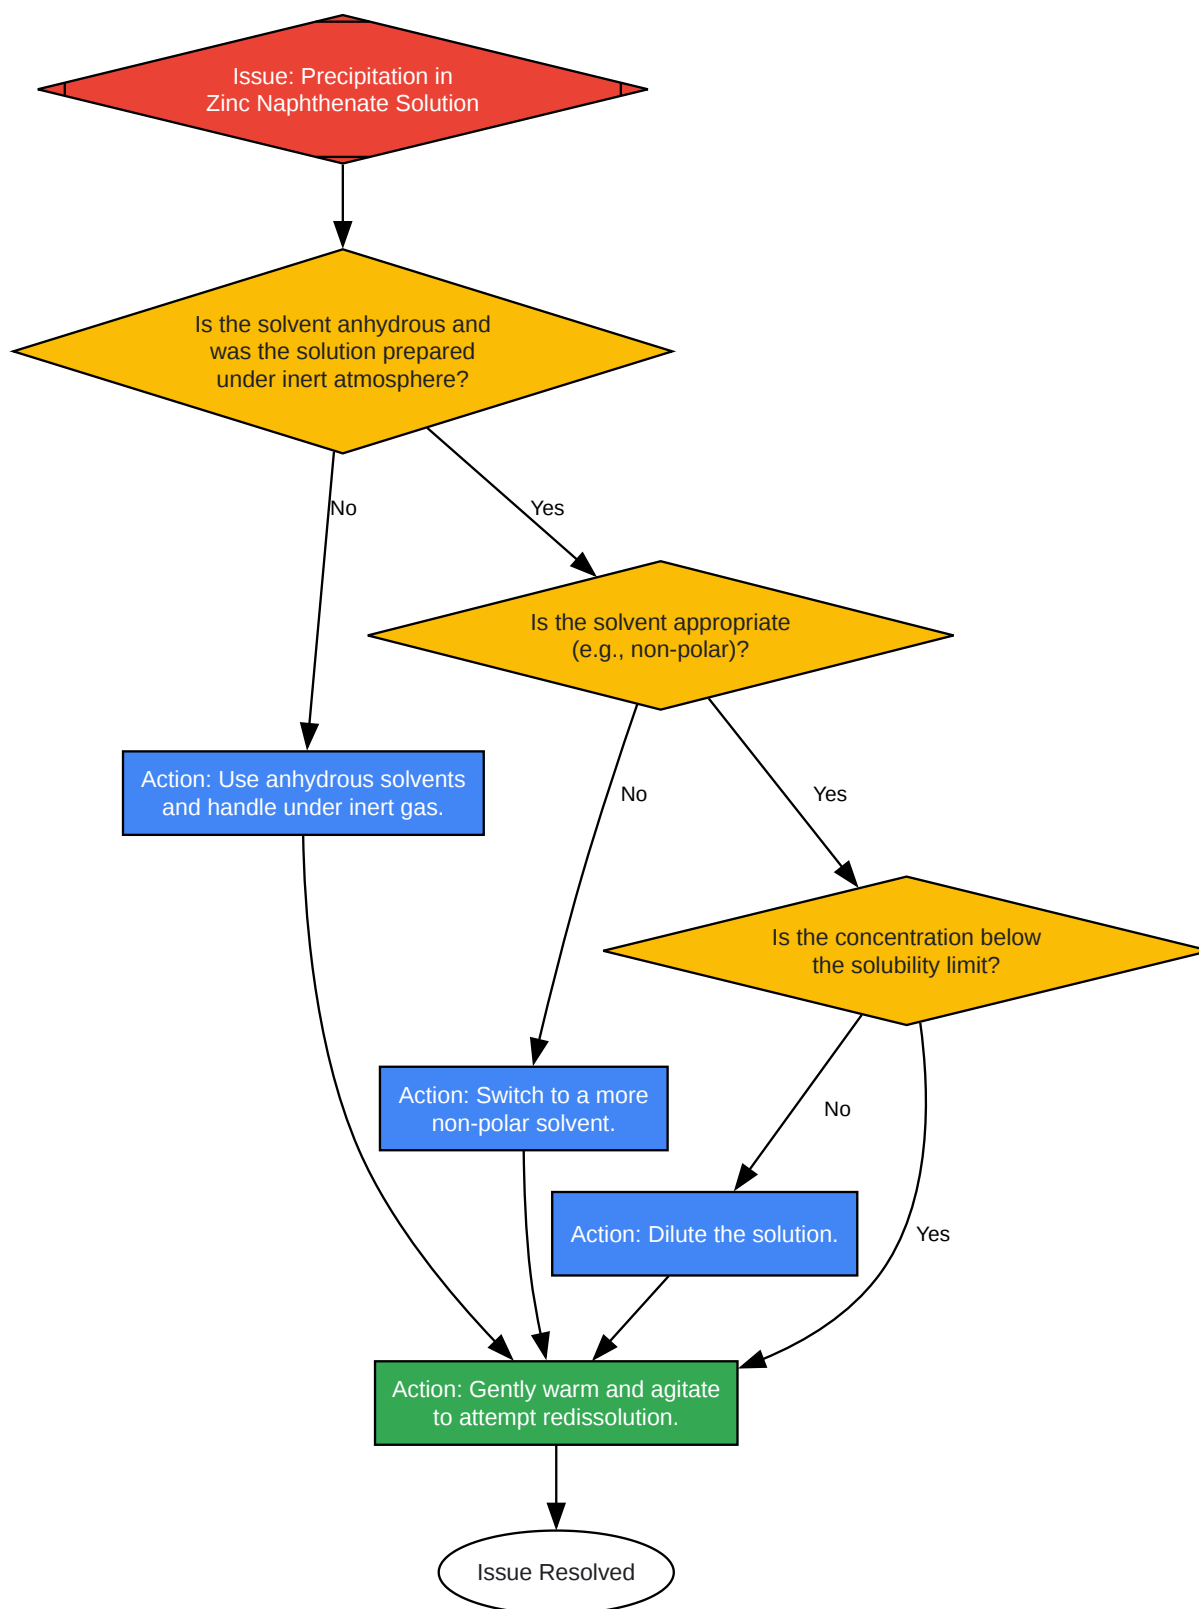 Issue: Precipitation in
Zinc Naphthenate Solution
Is the solvent anhydrous and
was the solution prepared
under inert atmosphere?
No
Yes
Is the solvent appropriate
(e.g., non-polar)?
Action: Use anhydrous solvents
and handle under inert gas.
No
Yes
Is the concentration below
the solubility limit?
Action: Switch to a more
non-polar solvent.
No
Action: Dilute the solution.
Yes
Action: Gently warm and agitate
to attempt redissolution.
Issue Resolved